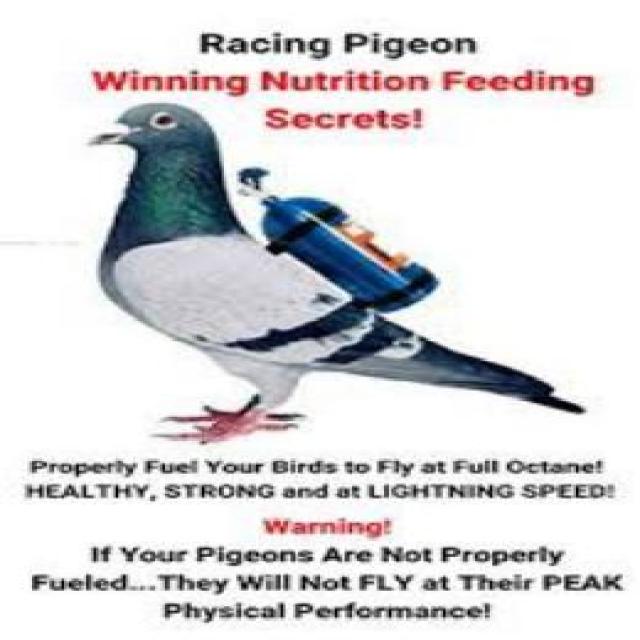 Racing Pigeon
Winning Nutrition Feeding
Secrets!
Properly Fuel Your Birds to Fly at Full Octane!
HEALTHY, STRONG and at LIGHTNING SPEED!
Warning!
If Your Pigeons Are Not Properly
Fueled...They Will Not FLY at Their PEAK
Physical Performance!